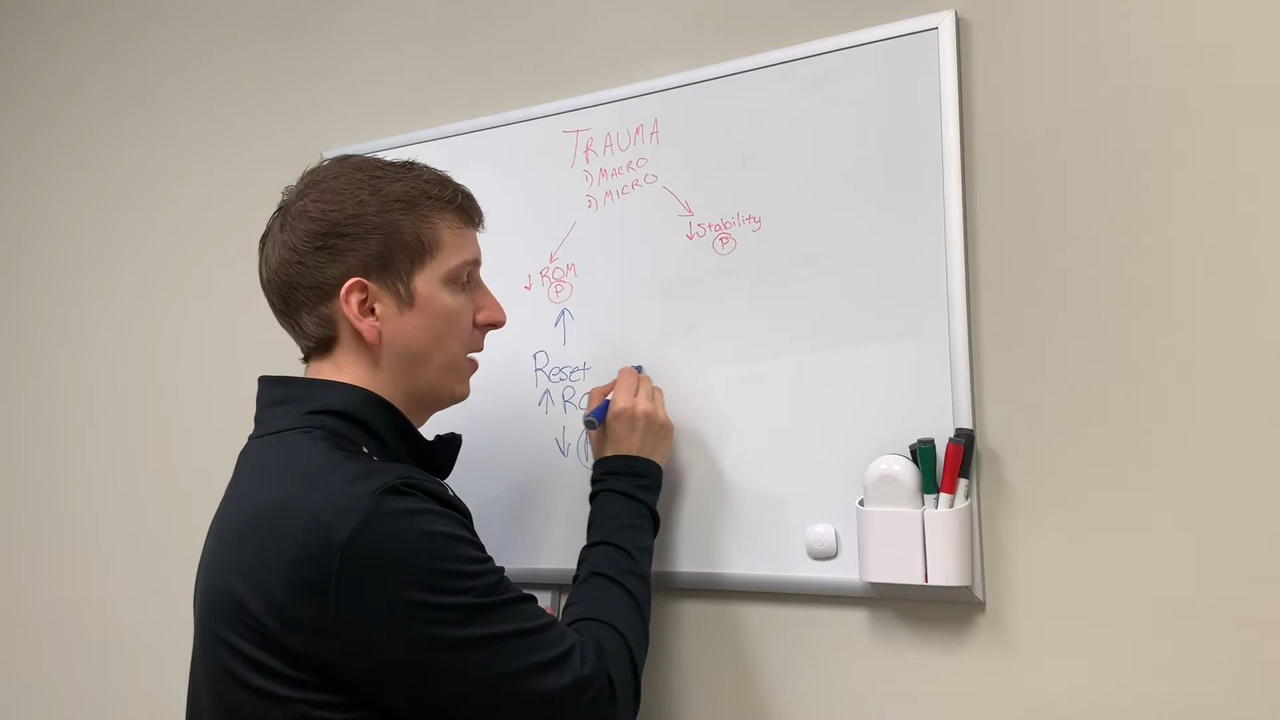 TRAUMA
1) MACRO
2) MICRO
↓ Stability
P
↓ ROM
P
↑
Reset
↑
↓